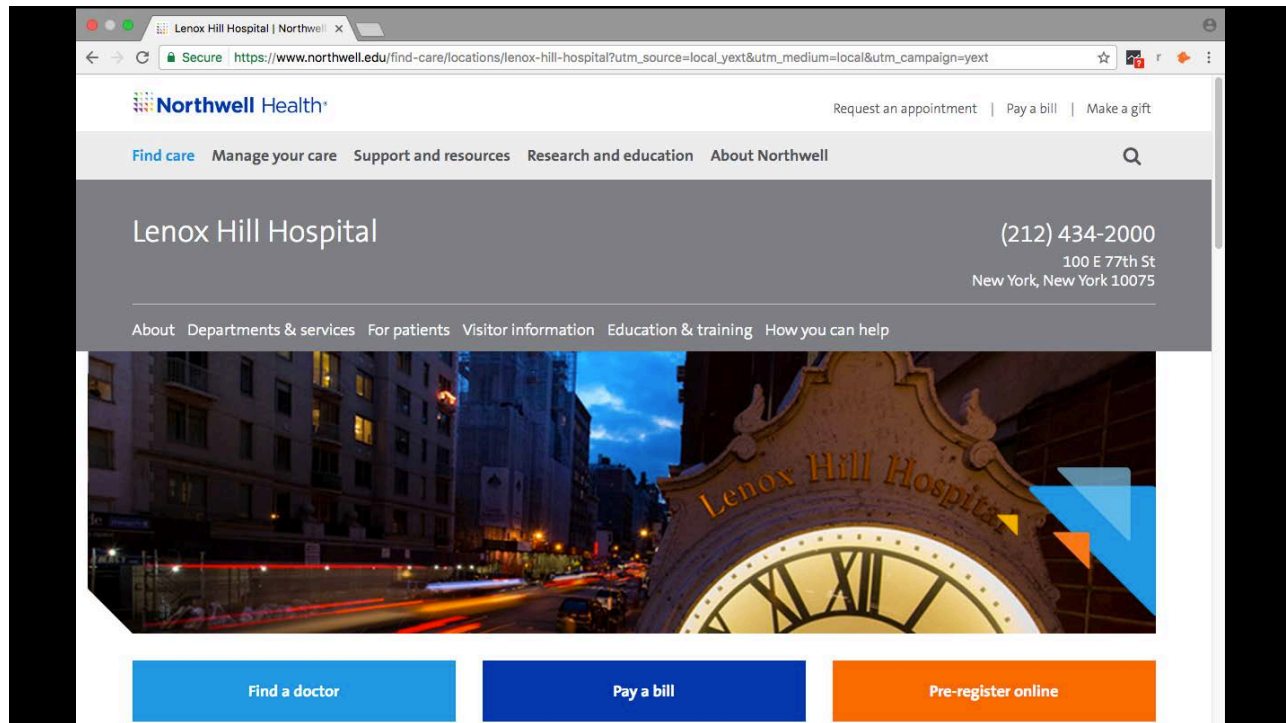 Lenox Hill Hospital | Northwell
Secure https://www.northwell.edu/find-care/locations/lenox-hill-hospital?utm_source=local_yext&utm_medium=local&utm_campaign=yext
Northwell Health
Request an appointment | Pay a bill | Make a gift
Find care Manage your care Support and resources Research and education About Northwell
Lenox Hill Hospital
(212) 434-2000
100 E 77th St
New York, New York 10075
About Departments & services For patients Visitor information Education & training How you can help
Lenox Hill Hospital
XII
Find a doctor Pay a bill Pre-register online